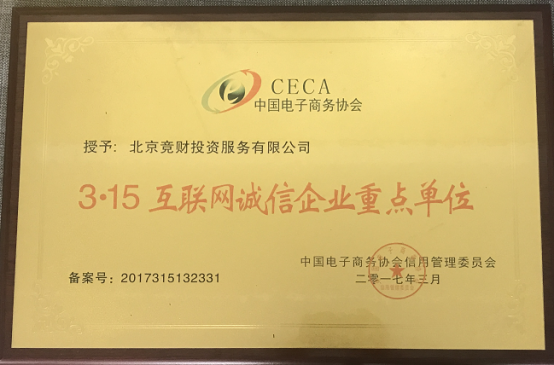 CECA
中国电子商务协会
授予: 北京竞财投资服务有限公司
3·15 互联网诚信企业重点单位
中国电子商务协会信用管理委员会
二〇一七年三月
备案号: 2017315132331